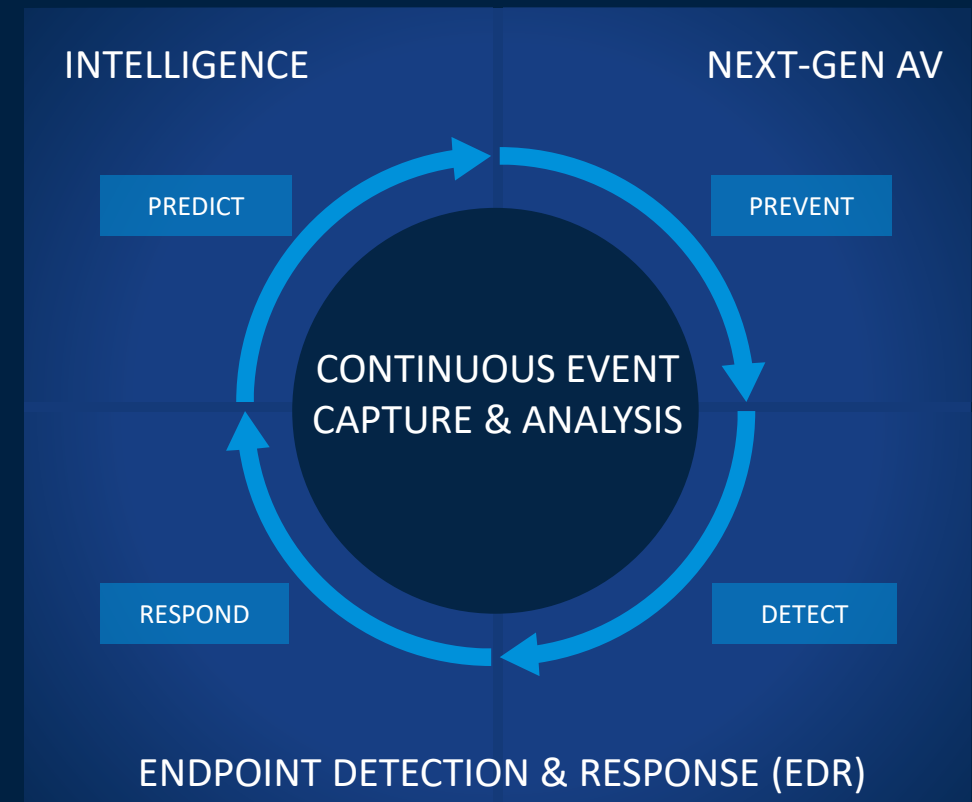 INTELLIGENCE
NEXT-GEN AV
PREDICT
PREVENT
CONTINUOUS EVENT
CAPTURE & ANALYSIS
RESPOND
DETECT
ENDPOINT DETECTION & RESPONSE (EDR)